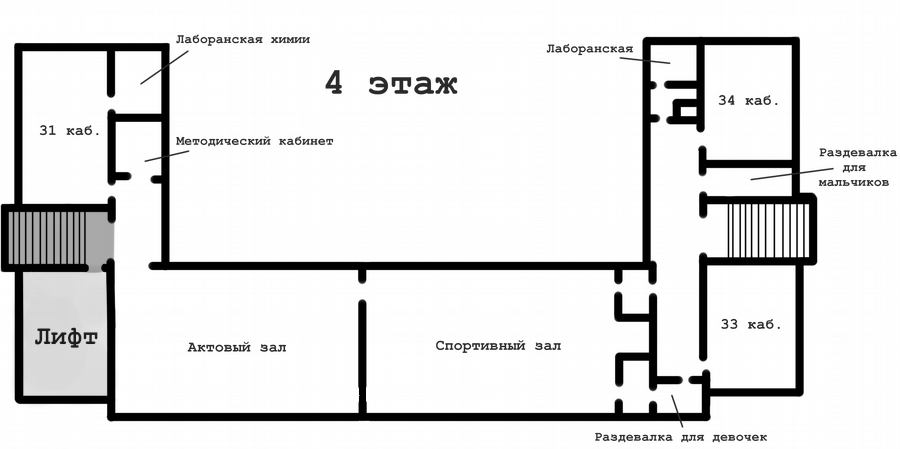 Лаборанская химии
Лаборанская
4 этаж
34 каб.
31 каб.
Методический кабинет
Раздевалка
для
мальчиков
33 каб.
Лифт
Актовый зал
Спортивный зал
Раздевалка для девочек